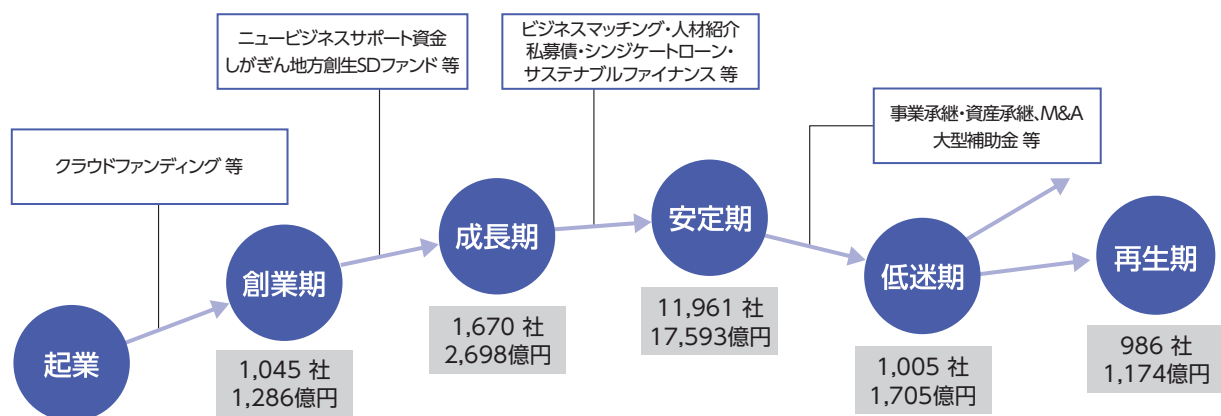 クラウドファンディング 等
ニュービジネスサポート資金
しがぎん地方創生SDファンド 等
ビジネスマッチング・人材紹介
私募債・シンジケートローン・
サステナブルファイナンス 等
事業承継・資産承継、M&A
大型補助金 等
起業
創業期
1,045 社
1,286億円
成長期
1,670 社
2,698億円
安定期
11,961 社
17,593億円
低迷期
1,005 社
1,705億円
再生期
986 社
1,174億円